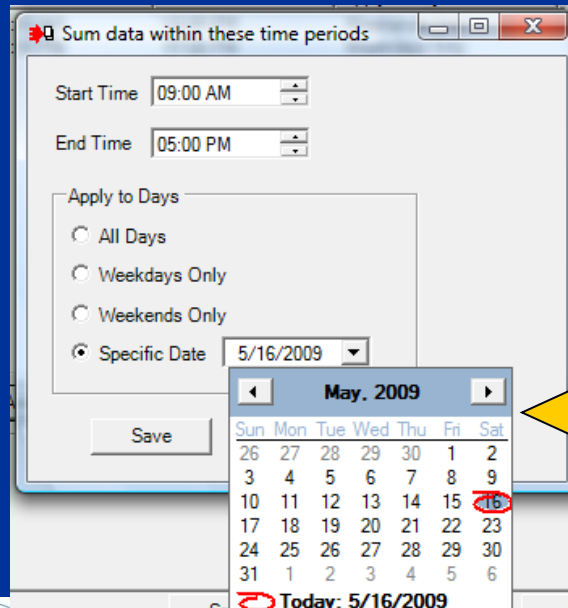 Sum data within these time periods
Start Time 09:00 AM
End Time 05:00 PM
Apply to Days
All Days
Weekdays Only
Weekends Only
Specific Date 5/16/2009
Save
May, 2009
Sun Mon Tue Wed Thu Fri Sat
26 27 28 29 30 1 2
3 4 5 6 7 8 9
10 11 12 13 14 15 16
17 18 19 20 21 22 23
24 25 26 27 28 29 30
31 1 2 3 4 5 6
Today: 5/16/2009